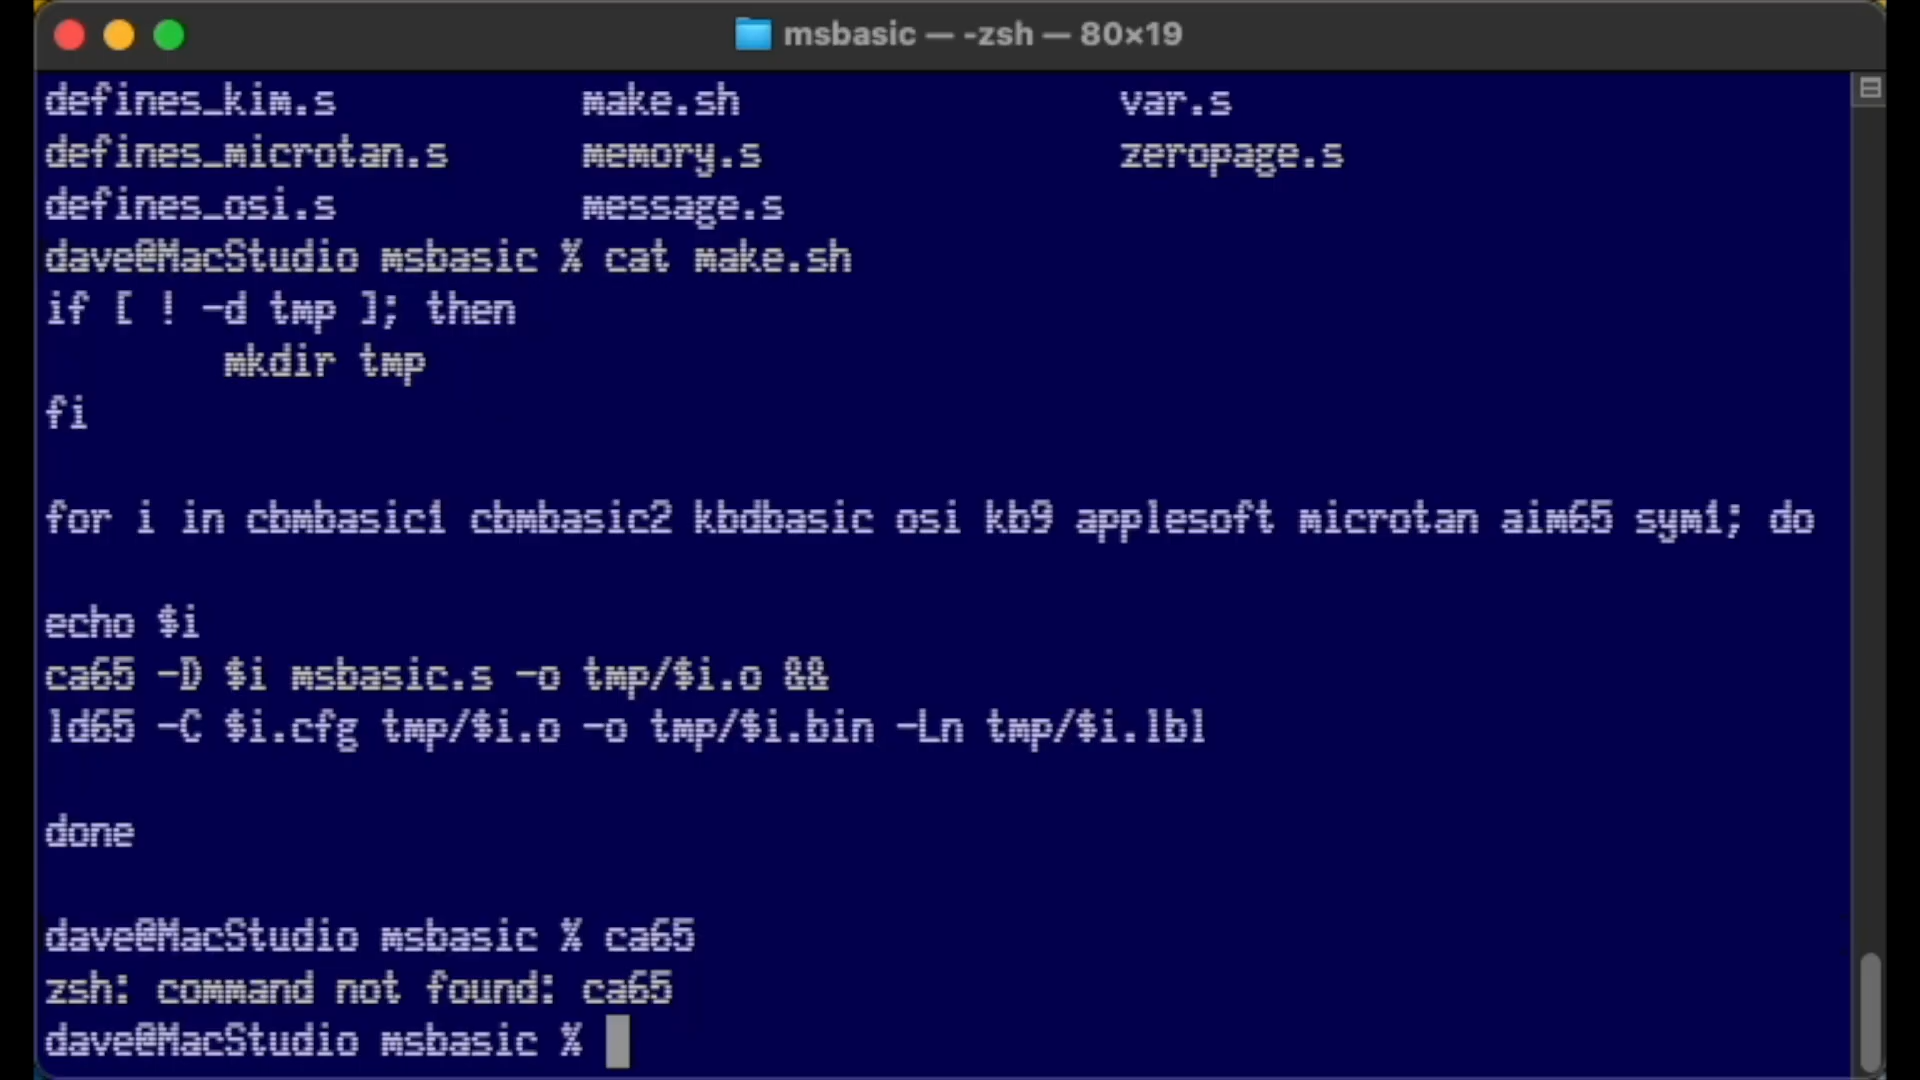 msbasic — -zsh — 80×19
defines_kim.s make.sh var.s
defines_microtan.s memory.s zeropage.s
defines_osi.s message.s
dave@MacStudio msbasic % cat make.sh
if [ ! -d tmp ]; then
mkdir tmp
fi
for i in cbmbasic1 cbmbasic2 kbdbasic osi kb9 applesoft microtan aim65 sym1; do
echo $i
ca65 -D $i msbasic.s -o tmp/$i.o &&
ld65 -C $i.cfg tmp/$i.o -o tmp/$i.bin -Ln tmp/$i.lbl
done
dave@MacStudio msbasic % ca65
zsh: command not found: ca65
dave@MacStudio msbasic %